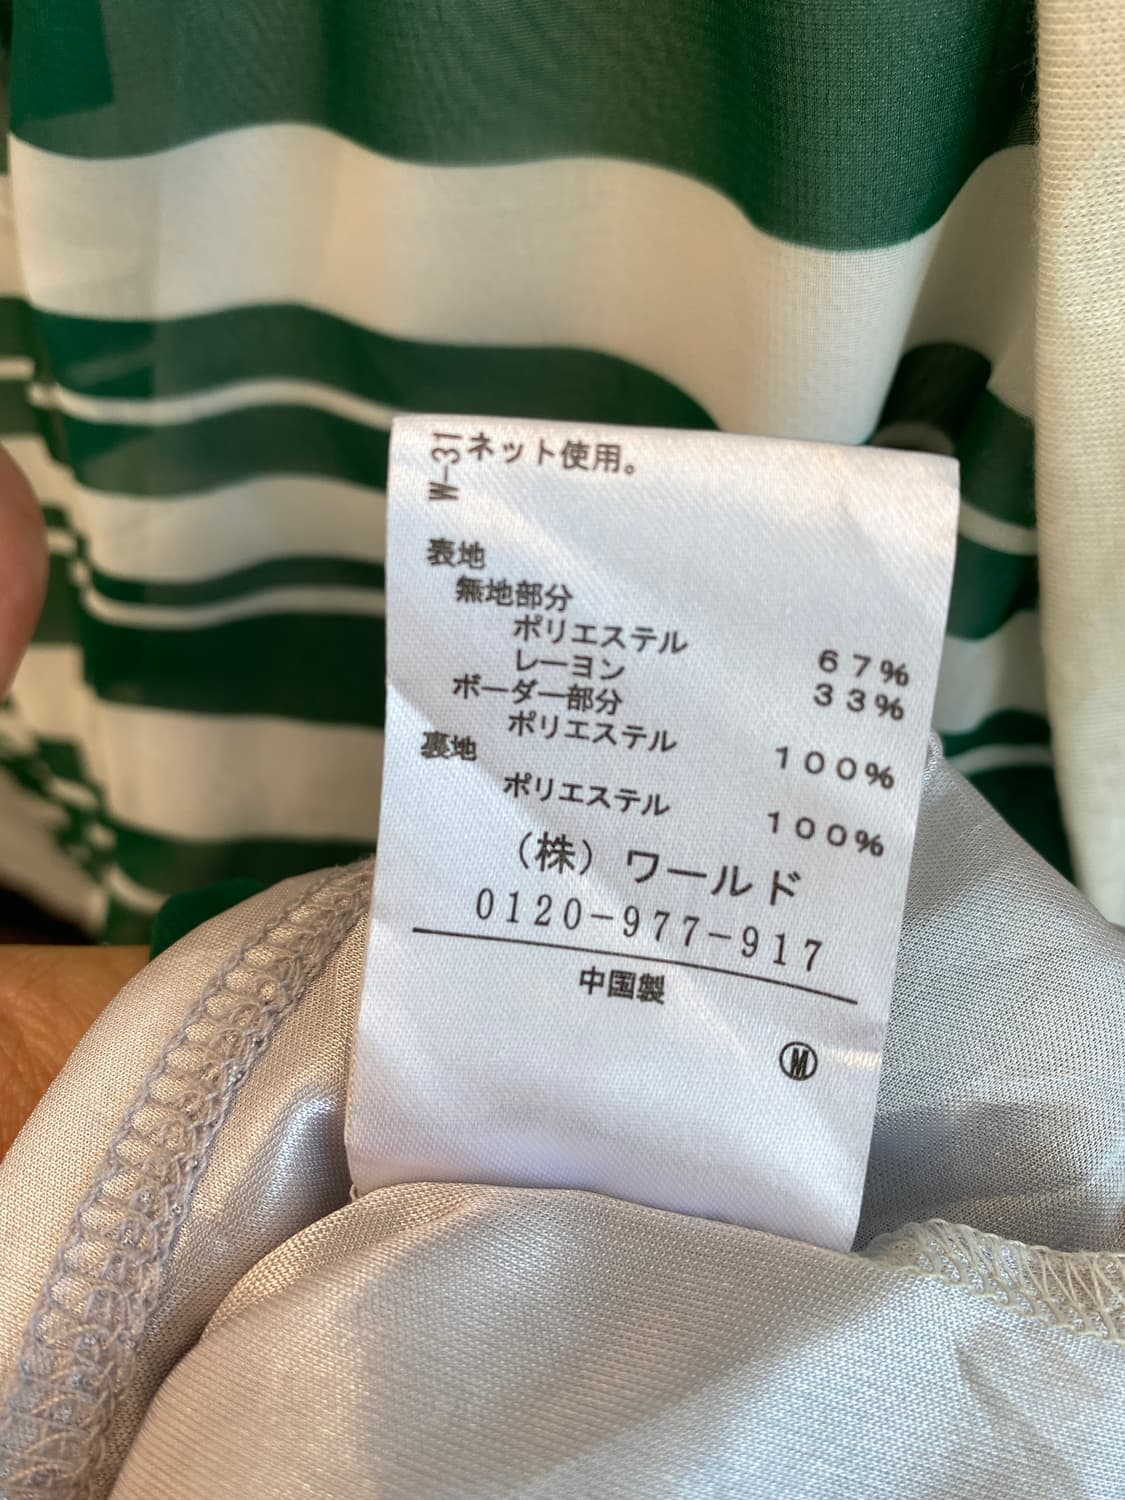 W-31
ネット使用。
表地
無地部分
ポリエステル 67%
レーヨン 33%
ボーダー部分
ポリエステル 100%
裏地
ポリエステル 100%
(株)ワールド
0120-977-917
中国製
Ⓜ